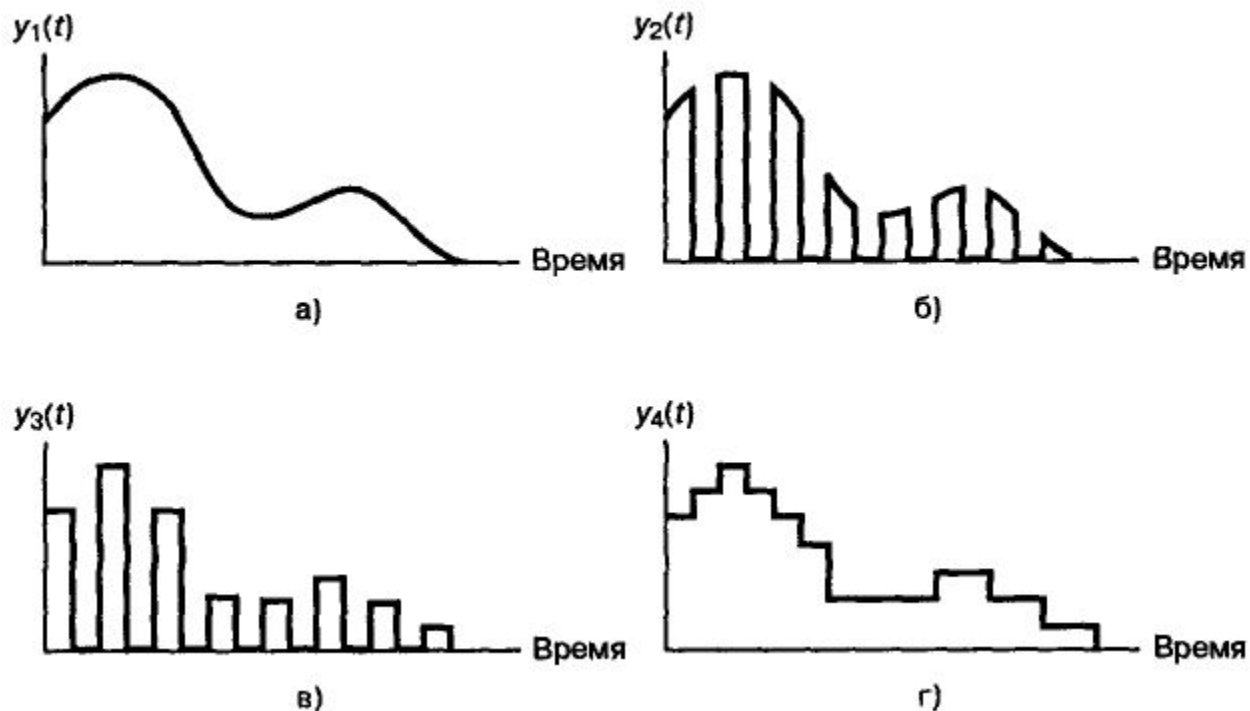 y1(t)
y2(t)
Время
Время
а)
б)
y3(t)
y4(t)
Время
Время
в)
г)